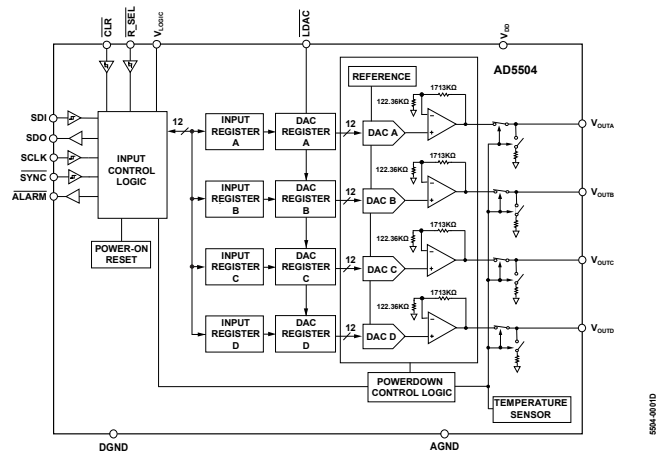 CLR
R_SEL
VLOGIC
LDAC
VDD
AD5504
REFERENCE
1713KΩ
122.36KΩ
SDI
SDO
SCLK
SYNC
ALARM
INPUT
CONTROL
LOGIC
12
INPUT
REGISTER
A
DAC
REGISTER
A
12
DAC A
VOUTA
1713KΩ
122.36KΩ
INPUT
REGISTER
B
DAC
REGISTER
B
12
DAC B
VOUTB
POWER-ON
RESET
1713KΩ
122.36KΩ
INPUT
REGISTER
C
DAC
REGISTER
C
12
DAC C
VOUTC
1713KΩ
122.36KΩ
INPUT
REGISTER
D
DAC
REGISTER
D
12
DAC D
VOUTD
POWERDOWN
CONTROL LOGIC
TEMPERATURE
SENSOR
DGND
AGND
5504-0001D